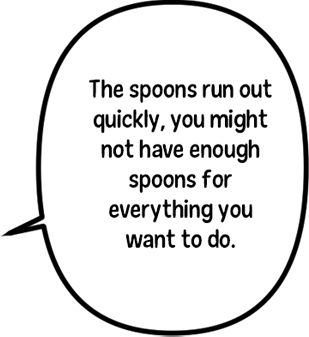 The spoons run out
quickly, you might
not have enough
spoons for
everything you
want to do.